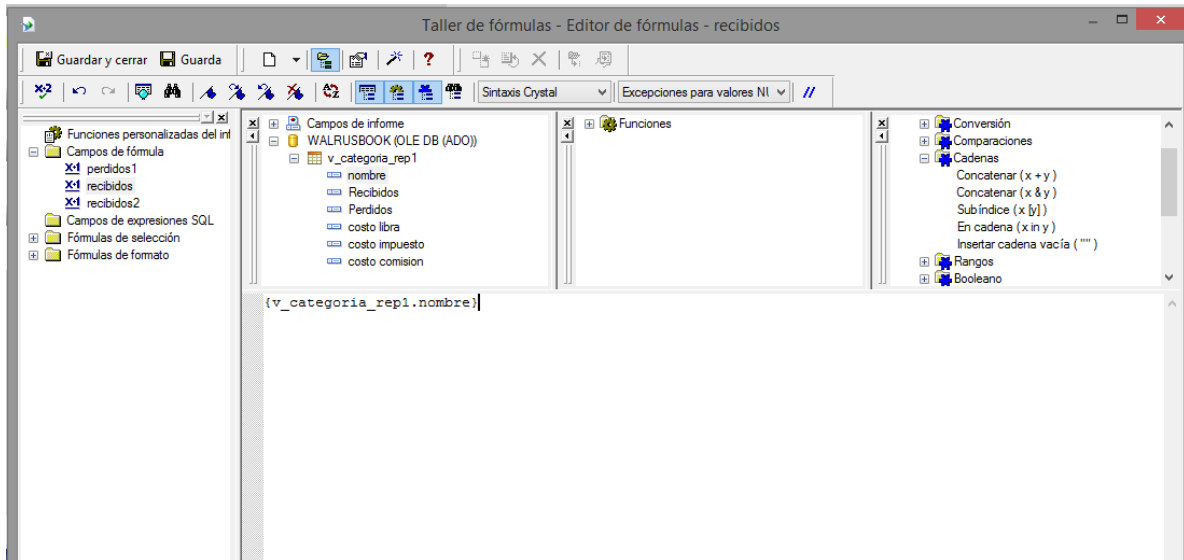 Taller de fórmulas - Editor de fórmulas - recibidos
Guardar y cerrar Guarda
Sintaxis Crystal Excepciones para valores NU //
Funciones personalizadas del inf
Campos de fórmula
perdidos1
recibidos
recibidos2
Campos de expresiones SQL
Fórmulas de selección
Fórmulas de formato
Campos de informe
WALRUSBOOK (OLE DB (ADO))
v_categoria_rep1
nombre
Recibidos
Perdidos
costo libra
costo impuesto
costo comision
Funciones
Conversión
Comparaciones
Cadenas
Concatenar (x + y )
Concatenar (x & y )
Subíndice (x [y] )
En cadena (x in y )
Insertar cadena vacía ( "" )
Rangos
Booleano
{v_categoria_rep1.nombre}